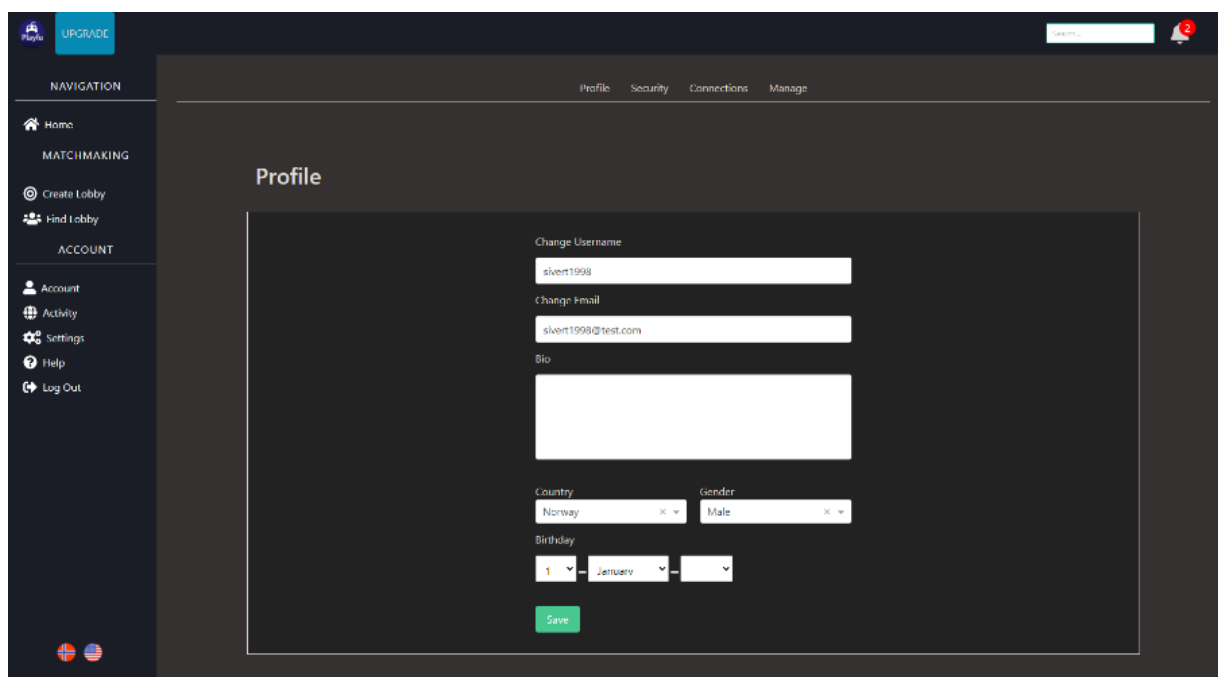 Playfu
UPGRADE
Search...
2
NAVIGATION
Home
MATCHMAKING
Create Lobby
Find Lobby
ACCOUNT
Account
Activity
Settings
Help
Log Out
Profile Security Connections Manage
Profile
Change Username
sivert1998
Change Email
sivert1998@test.com
Bio
Country Gender
Norway Male
Birthday
1 – January –
Save